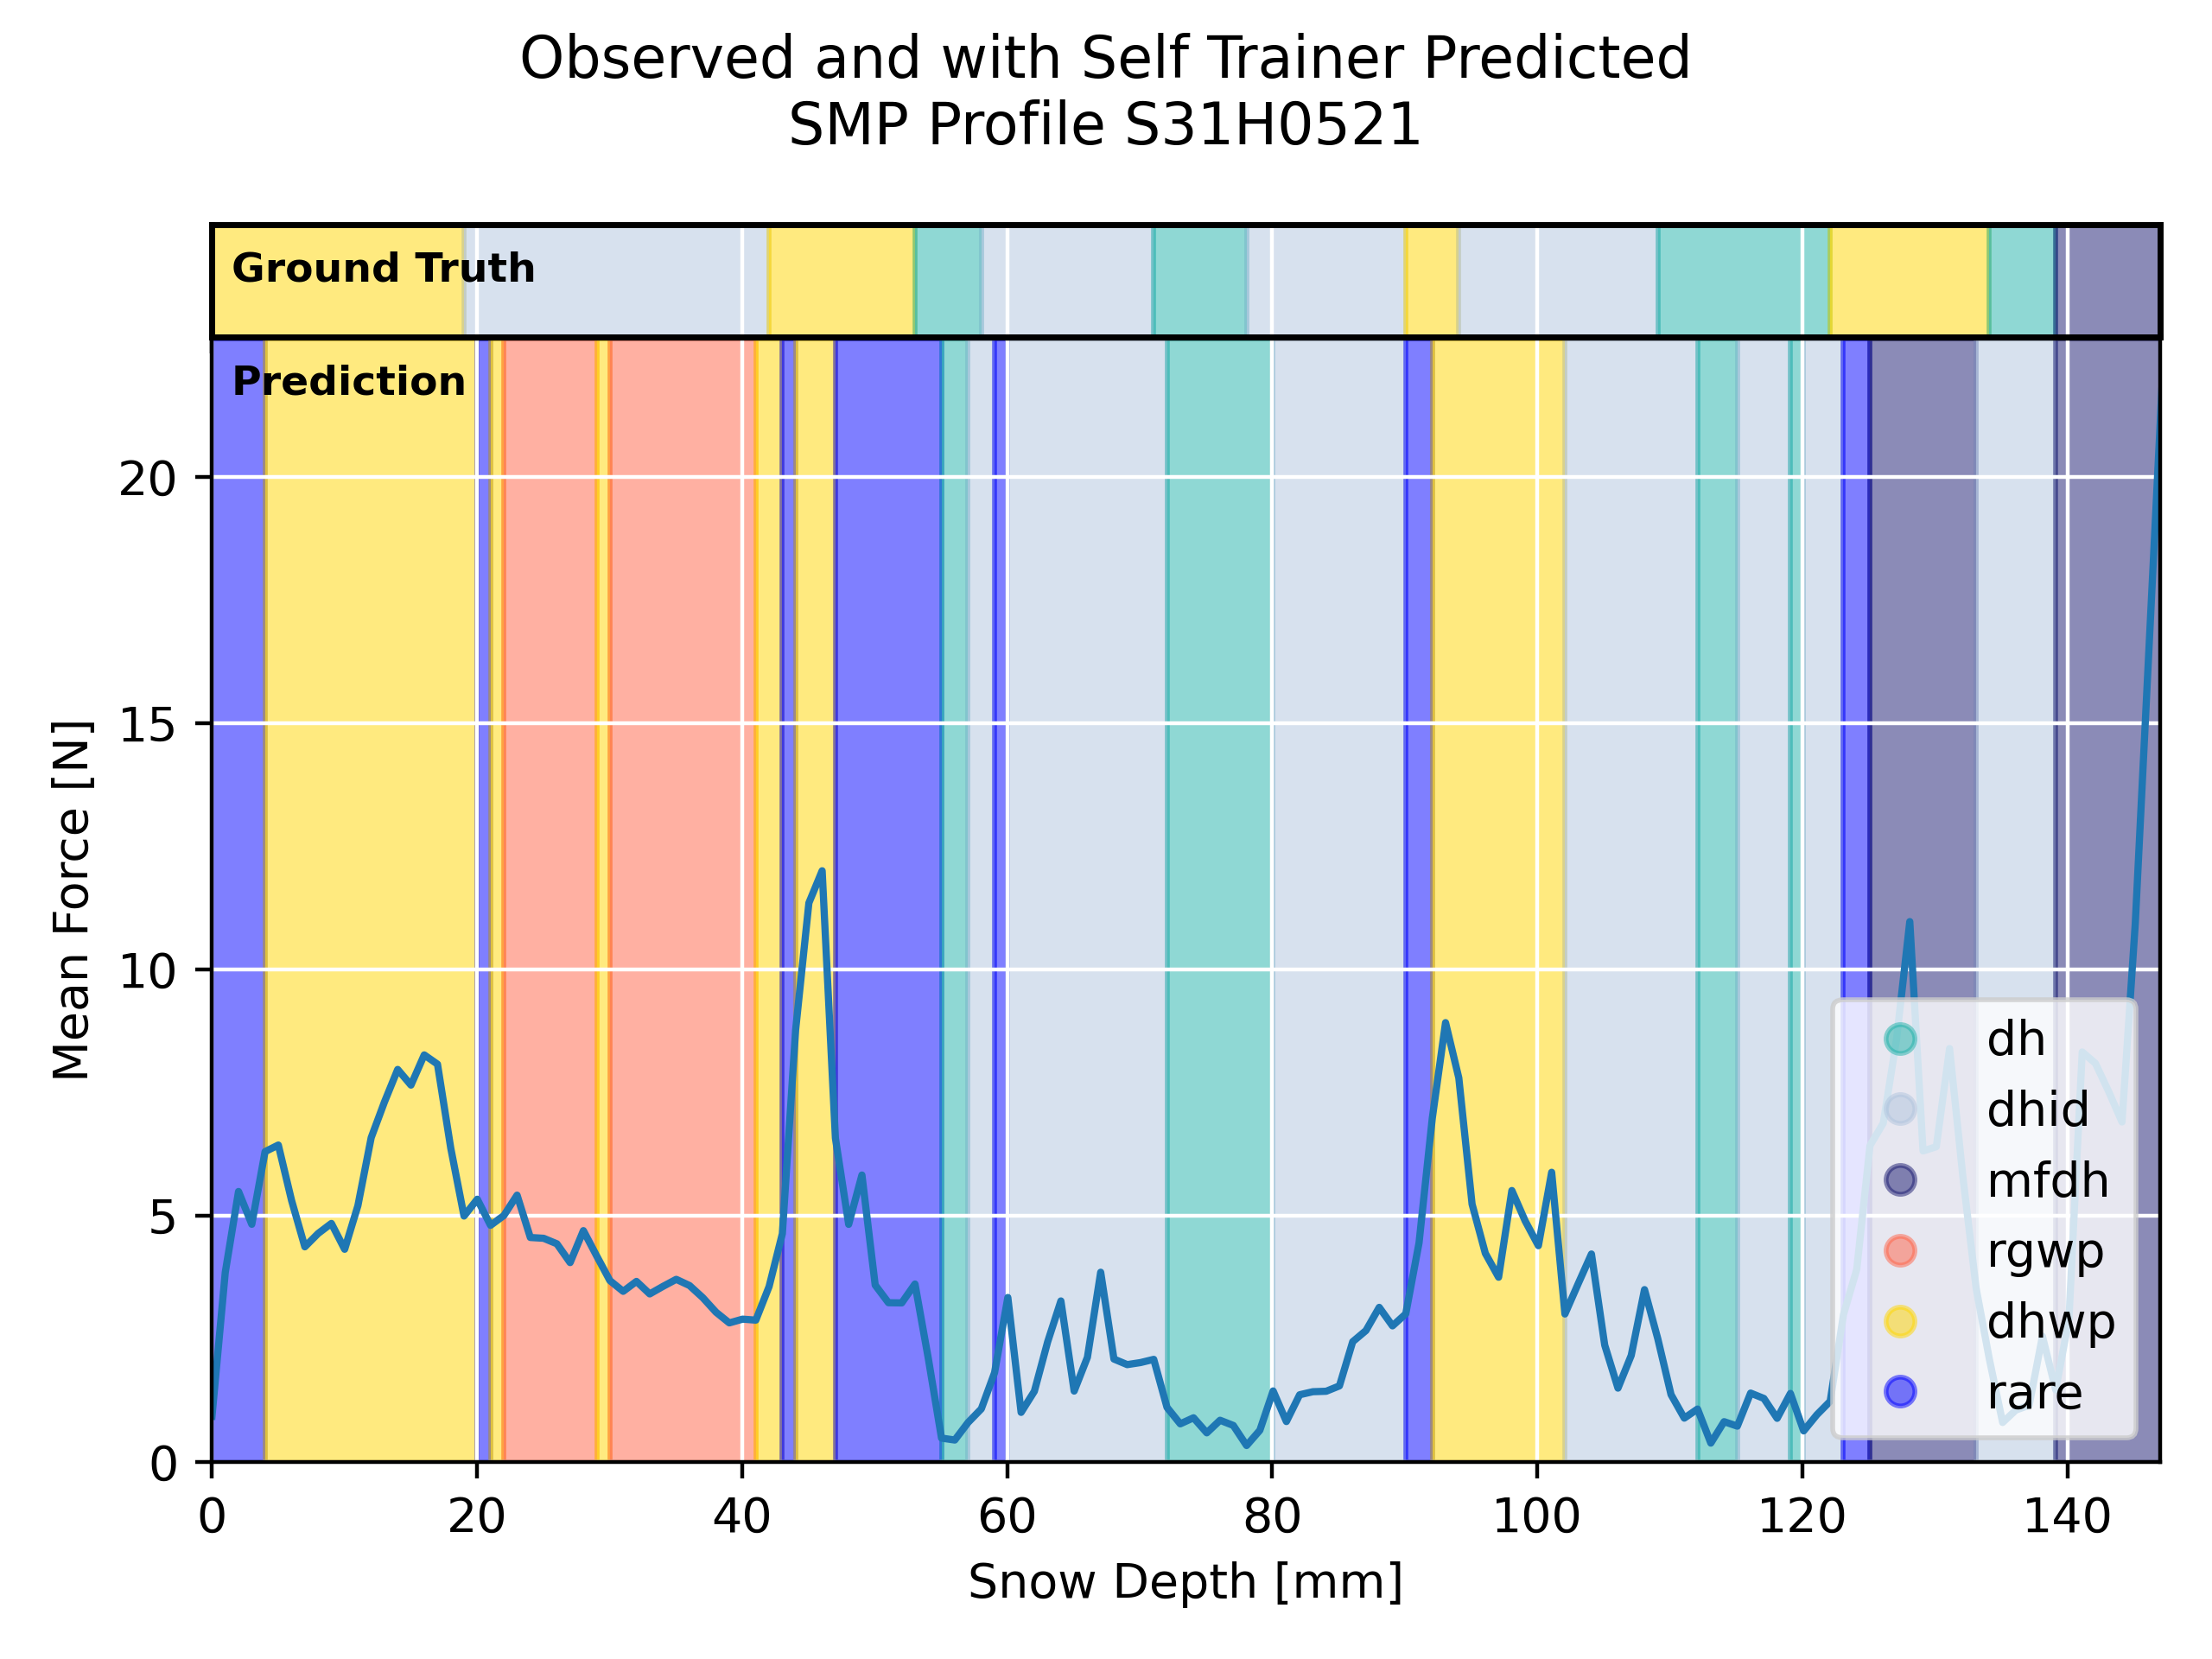 Observed and with Self Trainer Predicted
SMP Profile S31H0521
Ground Truth
Prediction
20
15
10
5
0
Mean Force [N]
dh
dhid
mfdh
rgwp
dhwp
rare
0 20 40 60 80 100 120 140
Snow Depth [mm]